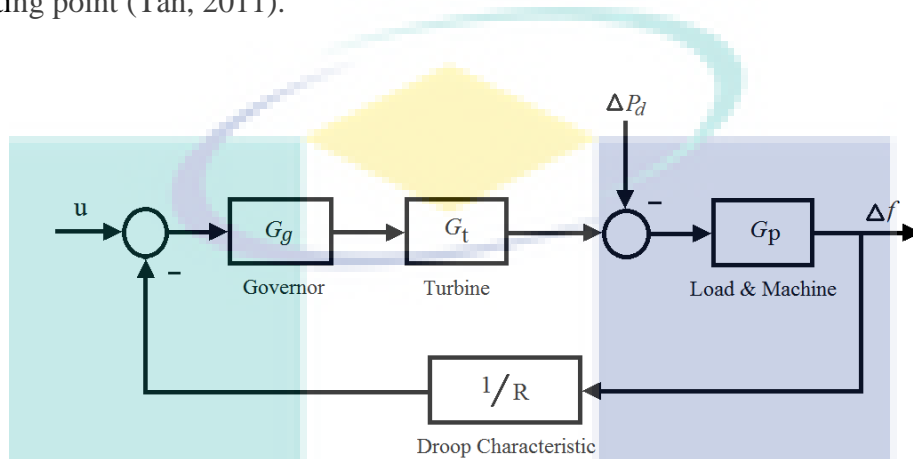 ting point (Tan, 2011).
ΔP_d
u
−
G_g
G_t
−
G_p
Δf
−
Governor
Turbine
Load & Machine
1/R
Droop Characteristic